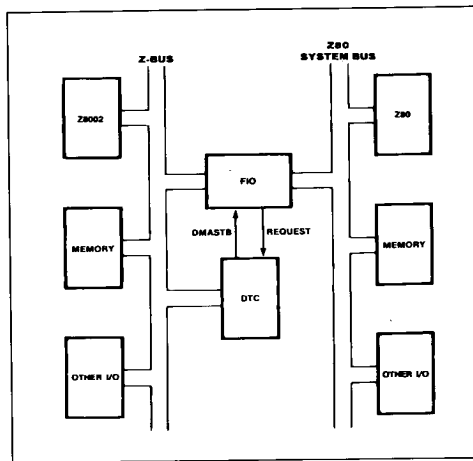 Z-BUS
Z80
SYSTEM BUS
Z8002
Z80
FIO
DMASTB
REQUEST
MEMORY
MEMORY
DTC
OTHER I/O
OTHER I/O